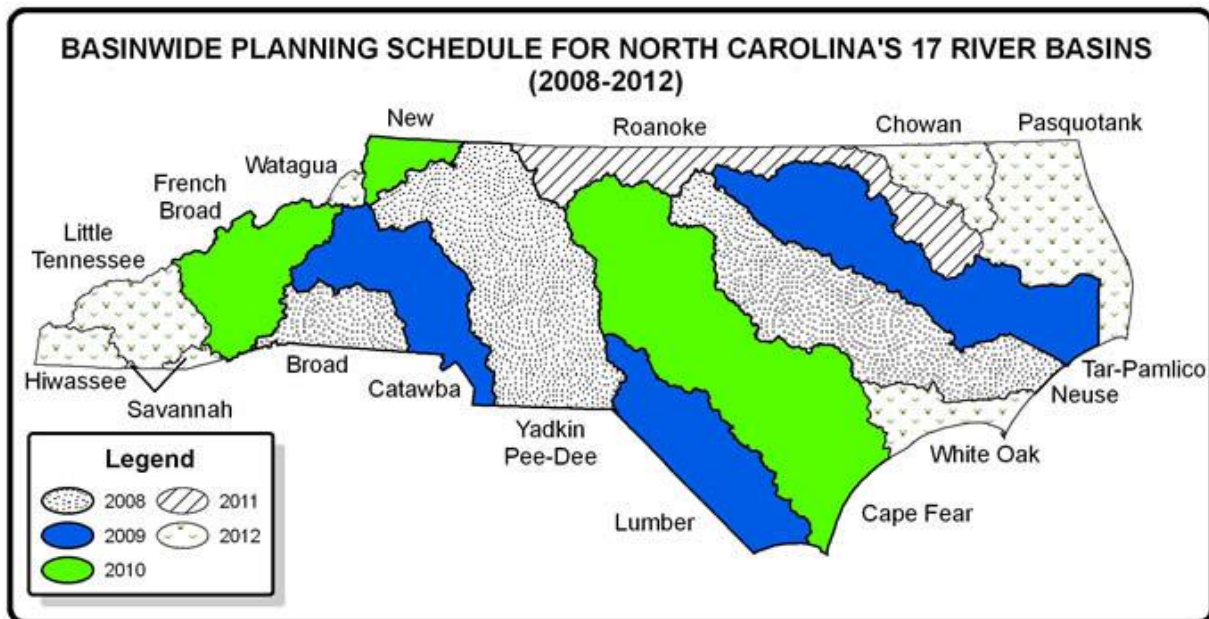 BASINWIDE PLANNING SCHEDULE FOR NORTH CAROLINA'S 17 RIVER BASINS
(2008-2012)
New
Roanoke
Chowan
Pasquotank
Watagua
French
Broad
Little
Tennessee
Hiwassee
Savannah
Broad
Catawba
Yadkin
Pee-Dee
Lumber
Cape Fear
White Oak
Neuse
Tar-Pamlico
Legend
2008
2011
2009
2012
2010